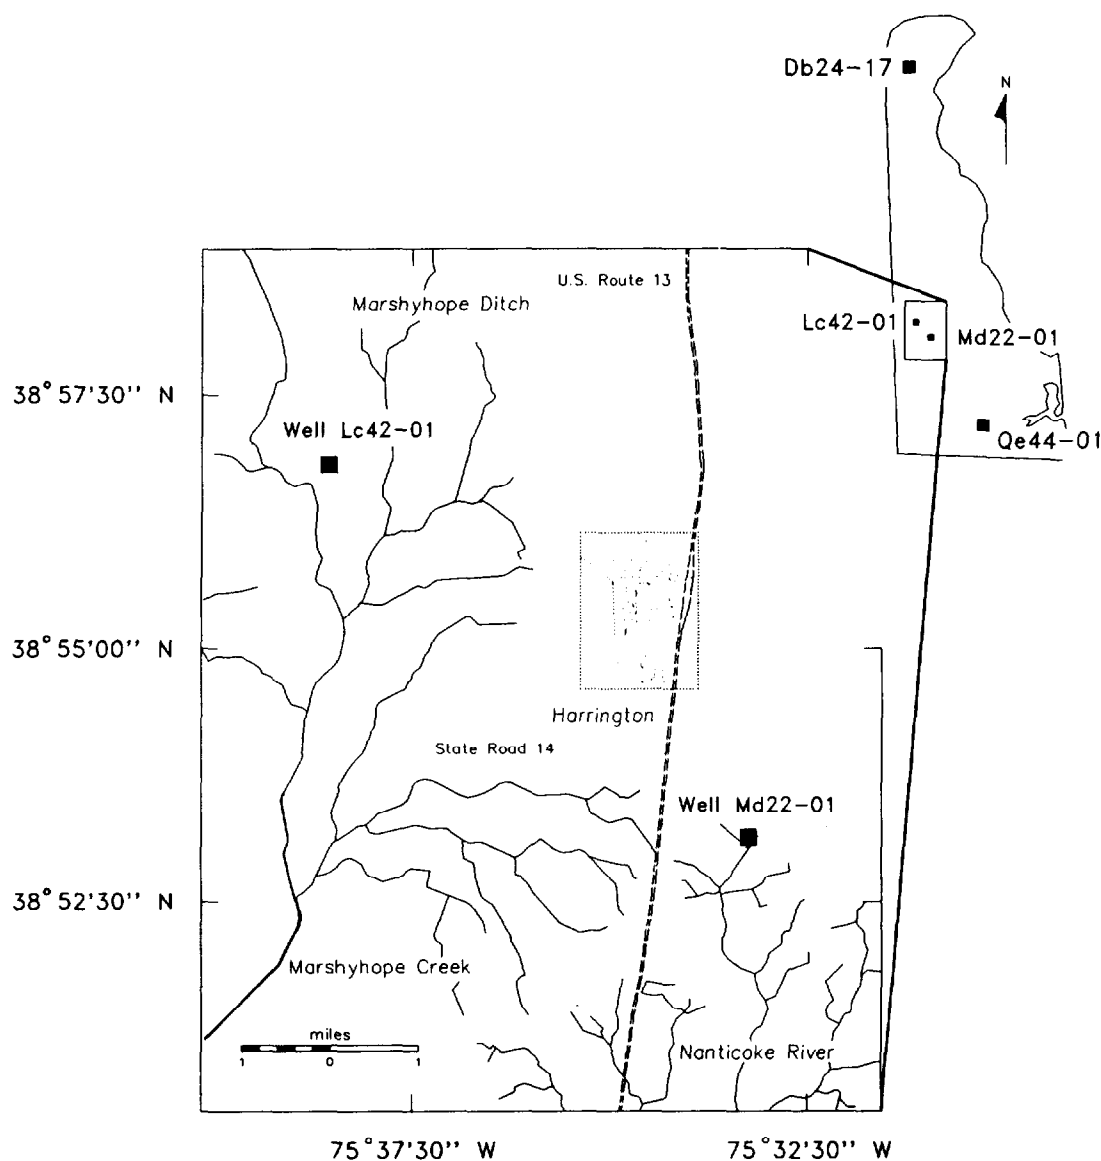 Db24-17
N
U.S. Route 13
Marshyhope Ditch
Lc42-01
Md22-01
38°57'30'' N
Well Lc42-01
Qe44-01
38°55'00'' N
Harrington
State Road 14
Well Md22-01
38°52'30'' N
Marshyhope Creek
miles
1 0 1
Nanticoke River
75°37'30'' W
75°32'30'' W